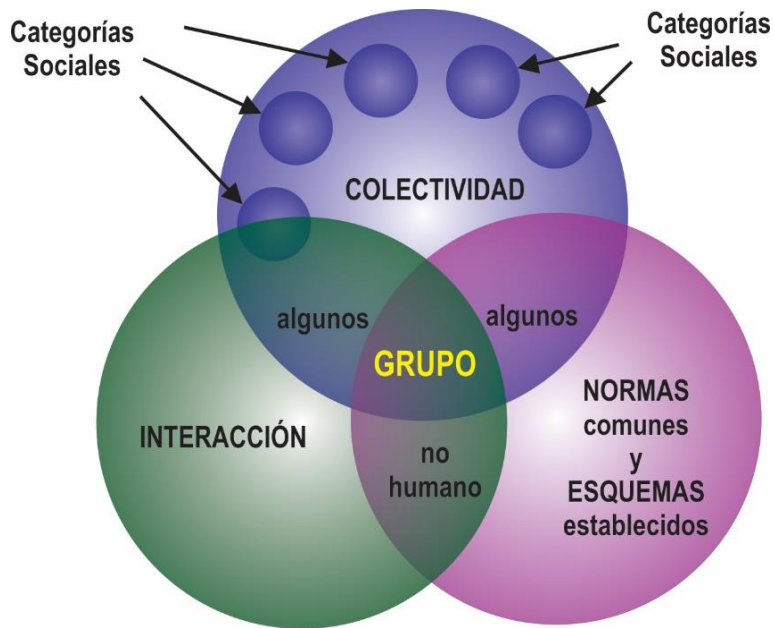 Categorías
Sociales
Categorías
Sociales
COLECTIVIDAD
algunos
algunos
GRUPO
INTERACCIÓN
NORMAS
comunes
y
ESQUEMAS
establecidos
no
humano